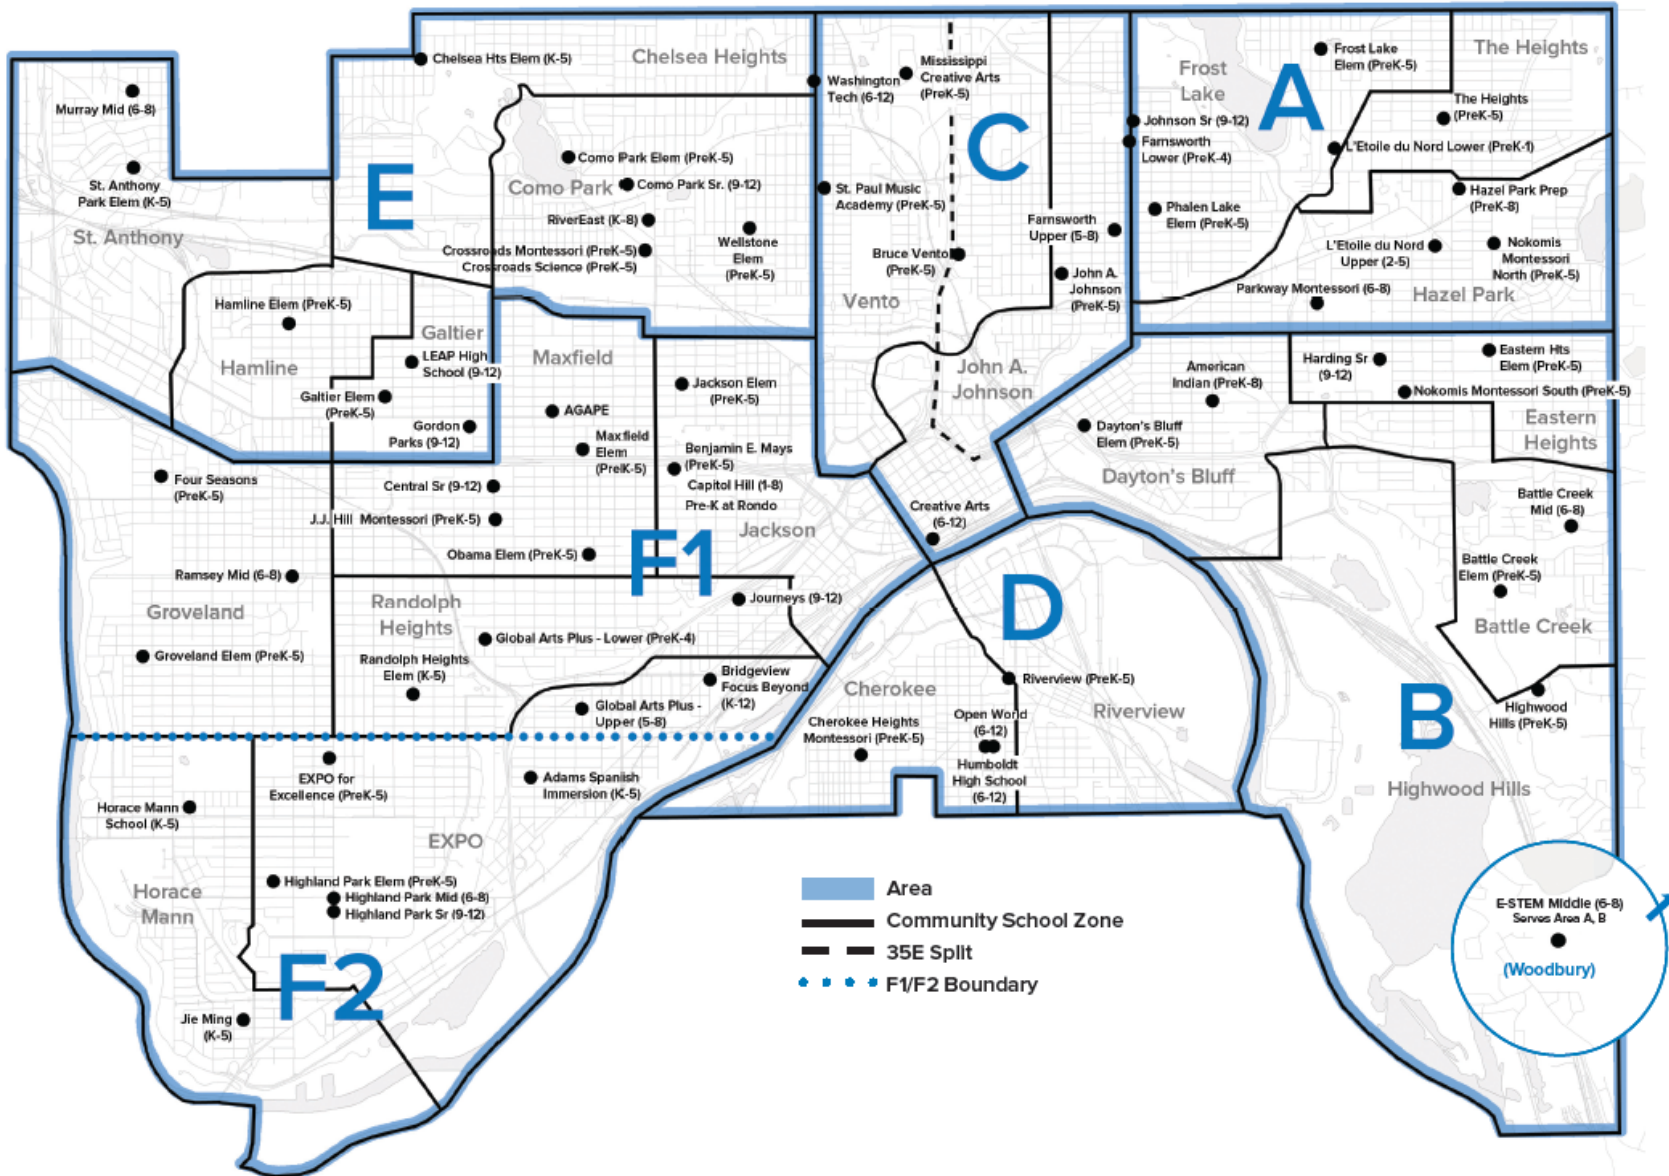 Murray Mid (6-8)
St. Anthony
Park Elem (K-5)
St. Anthony
Chelsea Hts Elem (K-5)
Chelsea Heights
E
Como Park Elem (PreK-5)
Como Park
Como Park Sr. (9-12)
RiverEast (K-8)
Crossroads Montessori (PreK-5)
Crossroads Science (PreK-5)
Wellstone
Elem
(PreK-5)
Hamline Elem (PreK-5)
Hamline
Galtier
LEAP High
School (9-12)
Galtier Elem
(PreK-5)
Gordon
Parks (9-12)
Washington
Tech (6-12)
Mississippi
Creative Arts
(PreK-5)
C
St. Paul Music
Academy (PreK-5)
Farnsworth
Upper (5-8)
Bruce Vento
(PreK-5)
Vento
John A.
Johnson
(PreK-5)
John A.
Johnson
Creative Arts
(6-12)
Frost
Lake
Frost Lake
Elem (PreK-5)
The Heights
A
The Heights
(PreK-5)
Johnson Sr (9-12)
Farnsworth
Lower (PreK-4)
L'Etoile du Nord Lower (PreK-1)
Phalen Lake
Elem (PreK-5)
Hazel Park Prep
(PreK-8)
L'Etoile du Nord
Upper (2-5)
Nokomis
Montessori
North (PreK-5)
Parkway Montessori (6-8)
Hazel Park
American
Indian (PreK-8)
Harding Sr
(9-12)
Eastern Hts
Elem (PreK-5)
Nokomis Montessori South (PreK-5)
Eastern
Heights
Dayton's Bluff
Elem (PreK-5)
Dayton's Bluff
Battle Creek
Mid (6-8)
Battle Creek
Elem (PreK-5)
Battle Creek
Highwood
Hills (PreK-5)
B
Highwood Hills
E-STEM Middle (6-8)
Serves Area A, B
(Woodbury)
Maxfield
AGAPE
Maxfield
Elem
(PreK-5)
Jackson Elem
(PreK-5)
Benjamin E. Mays
(PreK-5)
Capitol Hill (1-8)
Pre-K at Rondo
Jackson
Four Seasons
(PreK-5)
Central Sr (9-12)
J.J. Hill Montessori (PreK-5)
Obama Elem (PreK-5)
F1
Ramsey Mid (6-8)
Groveland
Groveland Elem (PreK-5)
Randolph
Heights
Journeys (9-12)
Global Arts Plus - Lower (PreK-4)
Randolph Heights
Elem (K-5)
Bridgeview
Focus Beyond
(K-12)
Global Arts Plus -
Upper (5-8)
D
Cherokee
Riverview (PreK-5)
Riverview
Cherokee Heights
Montessori (PreK-5)
Open World
(6-12)
Humboldt
High School
(6-12)
EXPO for
Excellence (PreK-5)
Adams Spanish
Immersion (K-5)
Horace Mann
School (K-5)
EXPO
Horace
Mann
Highland Park Elem (PreK-5)
Highland Park Mid (6-8)
Highland Park Sr (9-12)
F2
Jie Ming
(K-5)
Area
Community School Zone
35E Split
F1/F2 Boundary